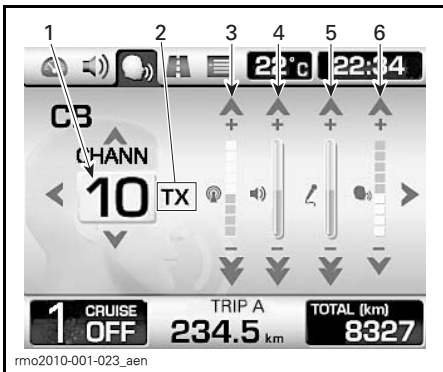 1 2 3 4 5 6
22°C 22:34
CB
CHANN
10 TX
+ + + +
- - - -
1 CRUISE OFF
TRIP A
234.5 km
TOTAL (km)
8327
rmo2010-001-023_aen